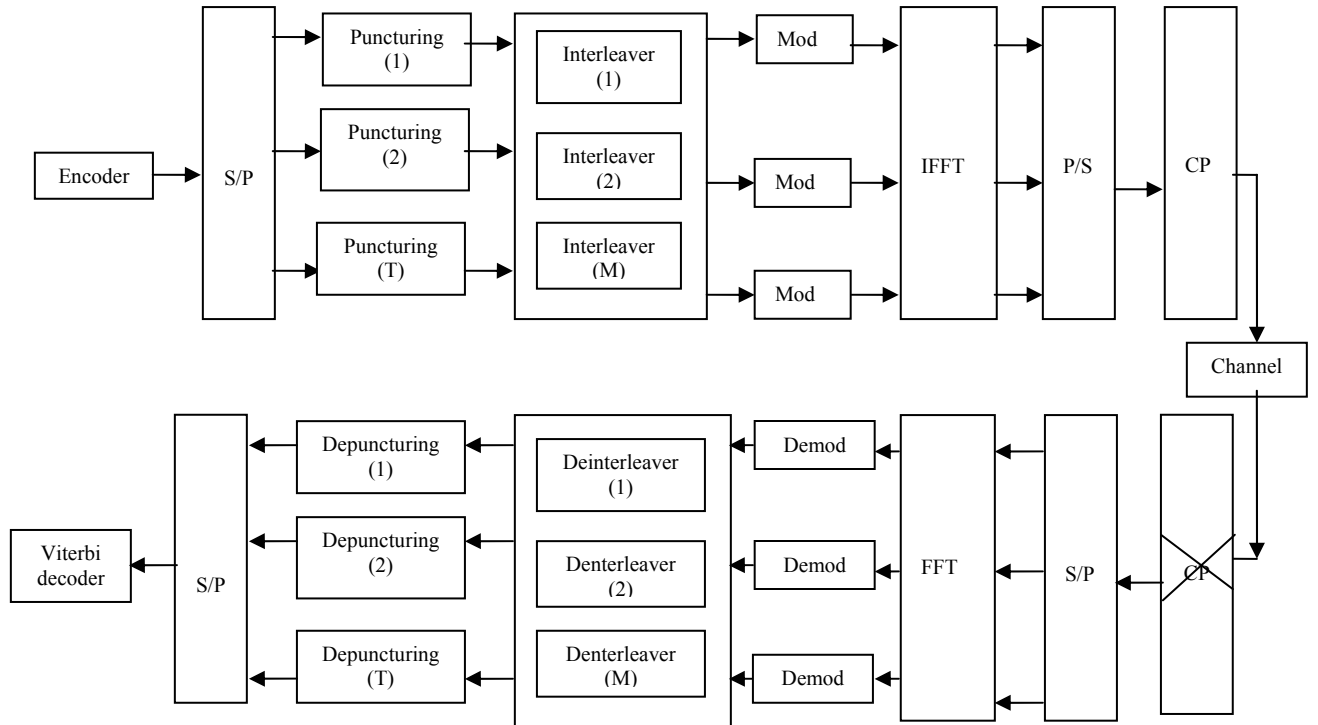 Encoder
S/P
Puncturing
(1)
Puncturing
(2)
Puncturing
(T)
Interleaver
(1)
Interleaver
(2)
Interleaver
(M)
Mod
Mod
Mod
IFFT
P/S
CP
Channel
CP
S/P
FFT
Demod
Demod
Demod
Deinterleaver
(1)
Denterleaver
(2)
Denterleaver
(M)
Depuncturing
(1)
Depuncturing
(2)
Depuncturing
(T)
S/P
Viterbi
decoder